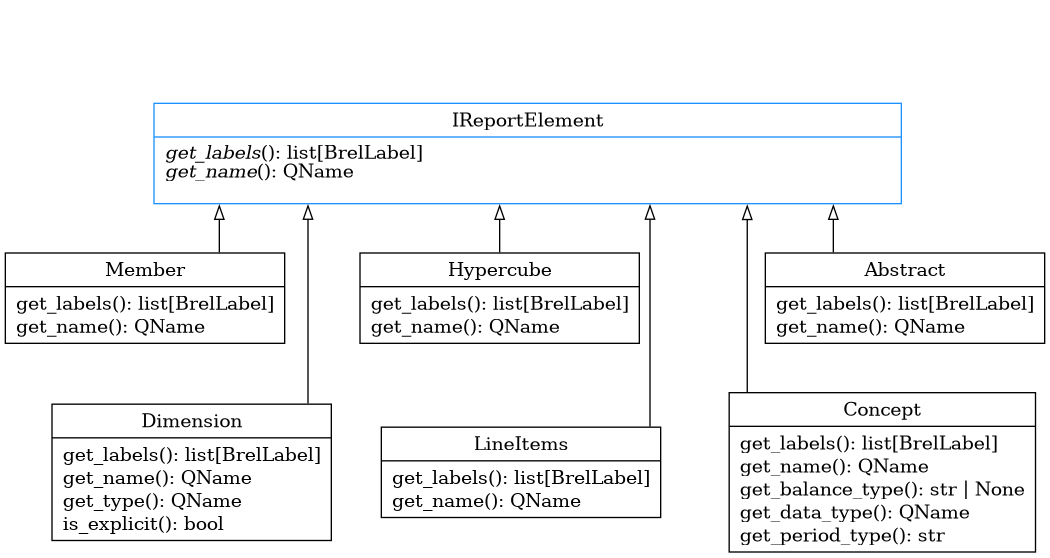 IReportElement
get_labels(): list[BrelLabel]
get_name(): QName
Member
get_labels(): list[BrelLabel]
get_name(): QName
Hypercube
get_labels(): list[BrelLabel]
get_name(): QName
Abstract
get_labels(): list[BrelLabel]
get_name(): QName
Dimension
get_labels(): list[BrelLabel]
get_name(): QName
get_type(): QName
is_explicit(): bool
LineItems
get_labels(): list[BrelLabel]
get_name(): QName
Concept
get_labels(): list[BrelLabel]
get_name(): QName
get_balance_type(): str | None
get_data_type(): QName
get_period_type(): str